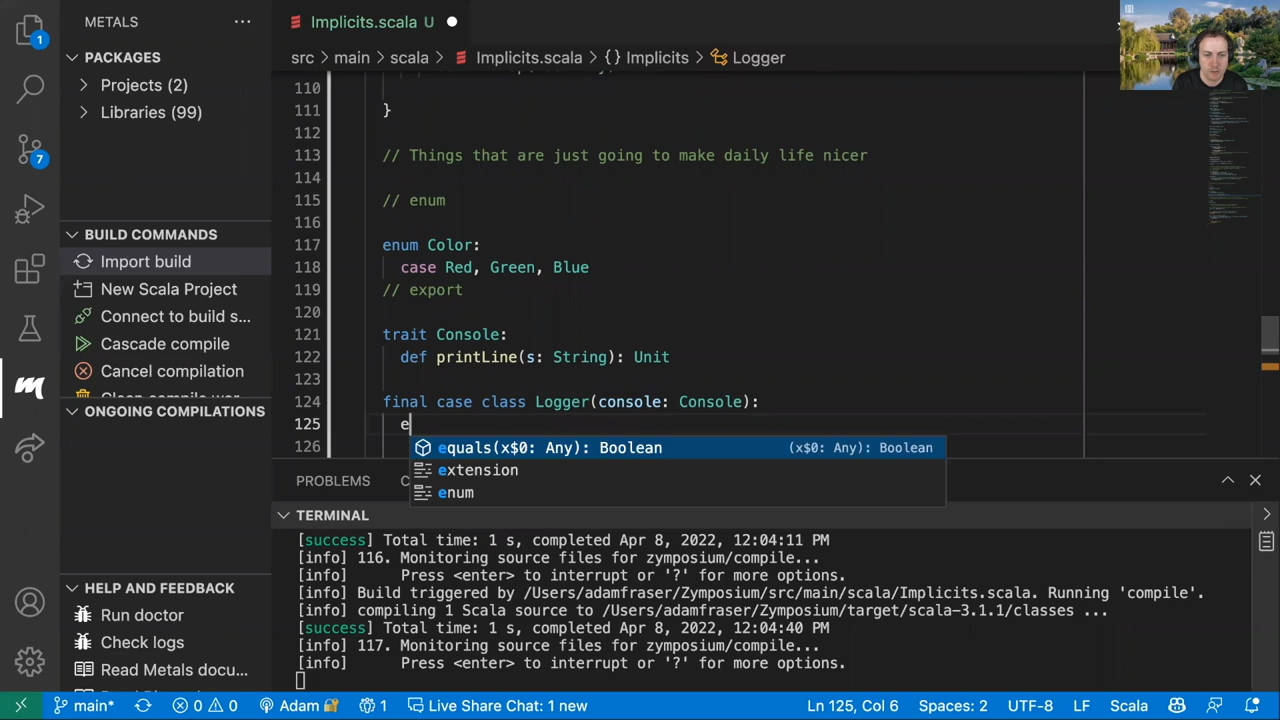 METALS
PACKAGES
Projects (2)
Libraries (99)
BUILD COMMANDS
Import build
New Scala Project
Connect to build s...
Cascade compile
Cancel compilation
ONGOING COMPILATIONS
HELP AND FEEDBACK
Run doctor
Check logs
Read Metals docu...
1
7
Implicits.scala U
src > main > scala > Implicits.scala > {} Implicits > Logger
110
111 }
112
113 // Things that are just going to make daily life nicer
114
115 // enum
116
117 enum Color:
118 case Red, Green, Blue
119 // export
120
121 trait Console:
122 def printLine(s: String): Unit
123
124 final case class Logger(console: Console):
125 e
126
equals(x$0: Any): Boolean (x$0: Any): Boolean
extension
enum
PROBLEMS
TERMINAL
[success] Total time: 1 s, completed Apr 8, 2022, 12:04:11 PM
[info] 116. Monitoring source files for zymposium/compile...
[info] Press <enter> to interrupt or '?' for more options.
[info] Build triggered by /Users/adamfraser/Zymposium/src/main/scala/Implicits.scala. Running 'compile'.
[info] compiling 1 Scala source to /Users/adamfraser/Zymposium/target/scala-3.1.1/classes ...
[success] Total time: 1 s, completed Apr 8, 2022, 12:04:40 PM
[info] 117. Monitoring source files for zymposium/compile...
[info] Press <enter> to interrupt or '?' for more options.
main* 0 0 Adam 1 Live Share Chat: 1 new Ln 125, Col 6 Spaces: 2 UTF-8 LF Scala